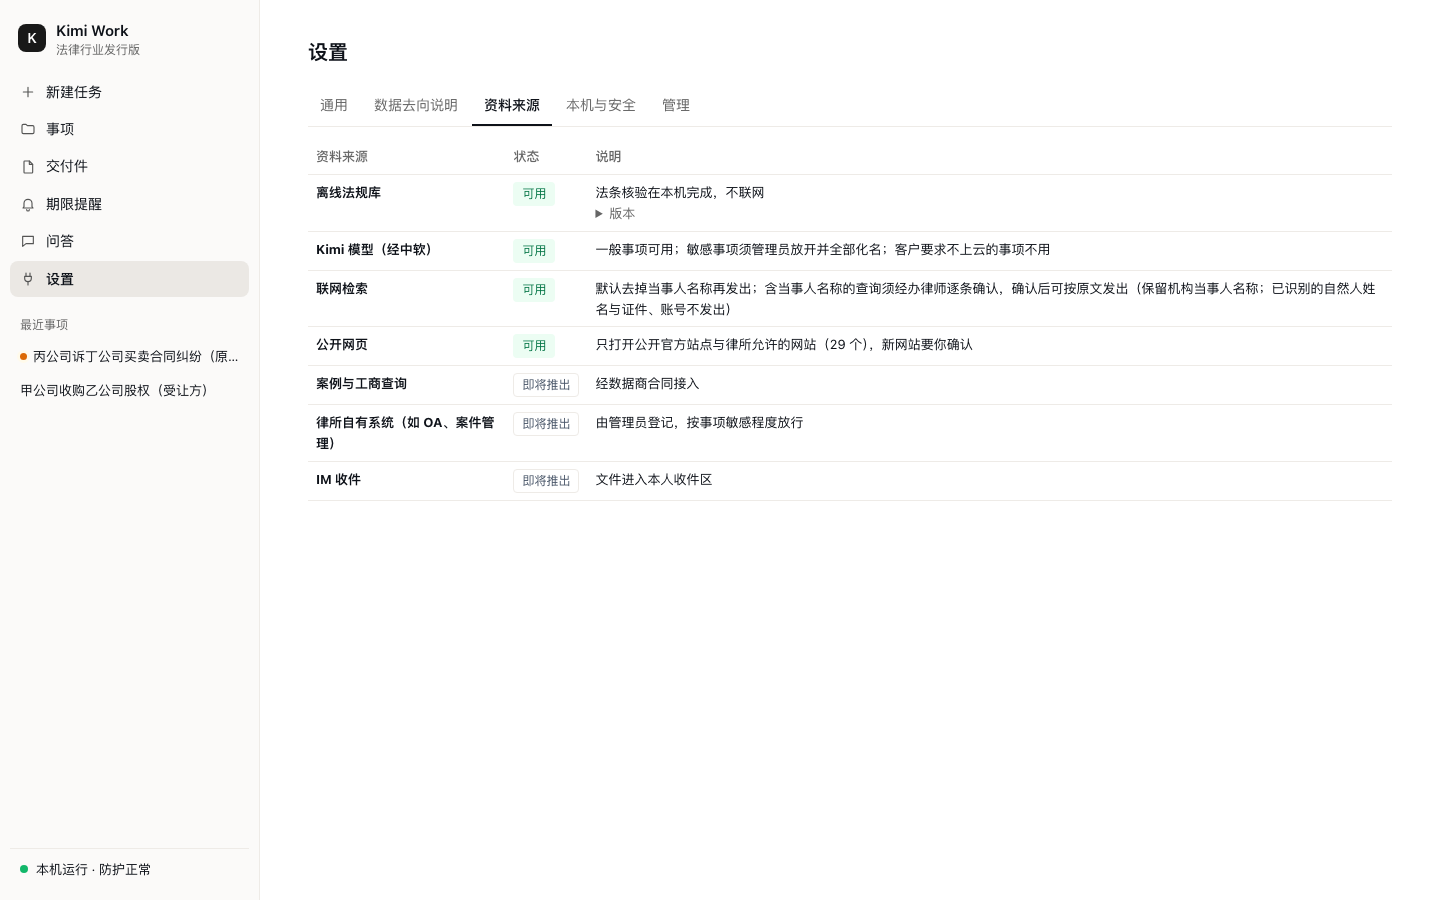 K
Kimi Work
法律行业发行版
新建任务
事项
交付件
期限提醒
问答
设置
最近事项
丙公司诉丁公司买卖合同纠纷（原...
甲公司收购乙公司股权（受让方）
本机运行 · 防护正常
设置
通用 数据去向说明 资料来源 本机与安全 管理
资料来源 状态 说明
离线法规库 可用 法条核验在本机完成，不联网
版本
Kimi 模型（经中软） 可用 一般事项可用；敏感事项须管理员放开并全部化名；客户要求不上云的事项不用
联网检索 可用 默认去掉当事人名称再发出；含当事人名称的查询须经办律师逐条确认，确认后可按原文发出（保留机构当事人名称；已识别的自然人姓
名与证件、账号不发出）
公开网页 可用 只打开公开官方站点与律所允许的网站（29 个），新网站要你确认
案例与工商查询 即将推出 经数据商合同接入
律所自有系统（如 OA、案件管 即将推出 由管理员登记，按事项敏感程度放行
理）
IM 收件 即将推出 文件进入本人收件区